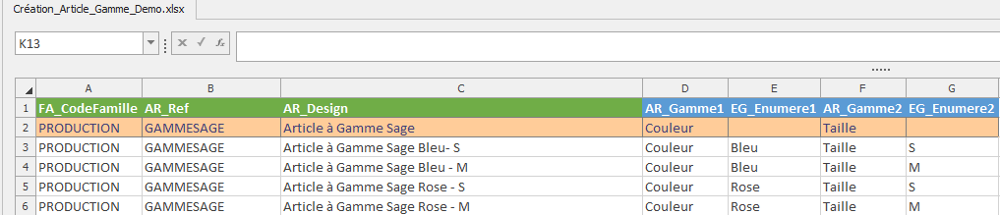 Création_Article_Gamme_Demo.xlsx
K13
A B C D E F G
1 FA_CodeFamille AR_Ref AR_Design AR_Gamme1 EG_Enumere1 AR_Gamme2 EG_Enumere2
2 PRODUCTION GAMMESAGE Article à Gamme Sage Couleur Taille
3 PRODUCTION GAMMESAGE Article à Gamme Sage Bleu- S Couleur Bleu Taille S
4 PRODUCTION GAMMESAGE Article à Gamme Sage Bleu - M Couleur Bleu Taille M
5 PRODUCTION GAMMESAGE Article à Gamme Sage Rose - S Couleur Rose Taille S
6 PRODUCTION GAMMESAGE Article à Gamme Sage Rose - M Couleur Rose Taille M